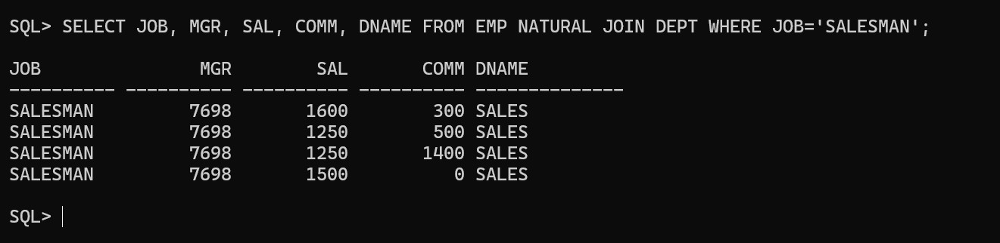 SQL> SELECT JOB, MGR, SAL, COMM, DNAME FROM EMP NATURAL JOIN DEPT WHERE JOB='SALESMAN';
JOB               MGR        SAL       COMM DNAME
---------- ---------- ---------- ---------- --------------
SALESMAN         7698       1600        300 SALES
SALESMAN         7698       1250        500 SALES
SALESMAN         7698       1250       1400 SALES
SALESMAN         7698       1500          0 SALES
SQL>